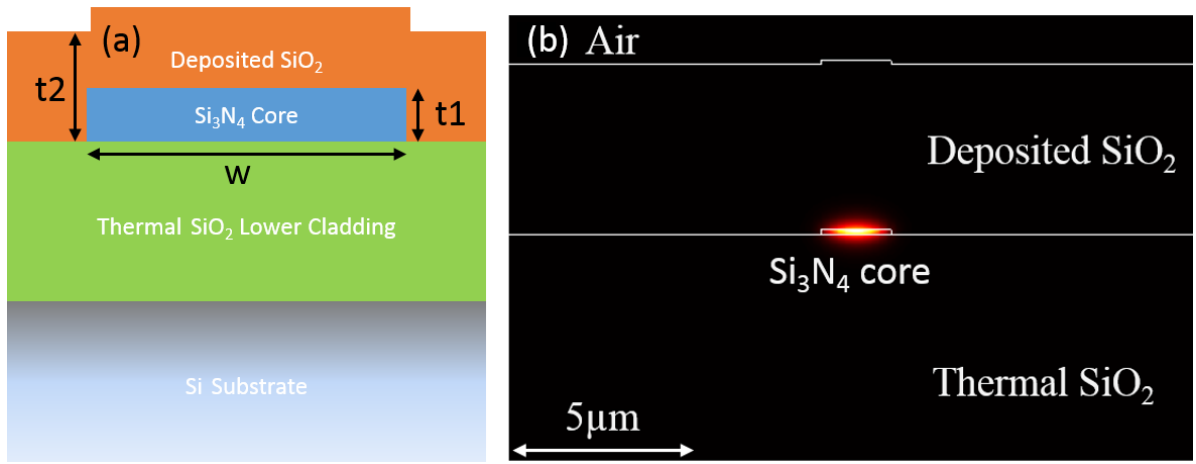 (a)
Deposited SiO₂
t2
Si₃N₄ Core
t1
w
Thermal SiO₂ Lower Cladding
Si Substrate
(b) Air
Deposited SiO₂
Si₃N₄ core
Thermal SiO₂
5µm